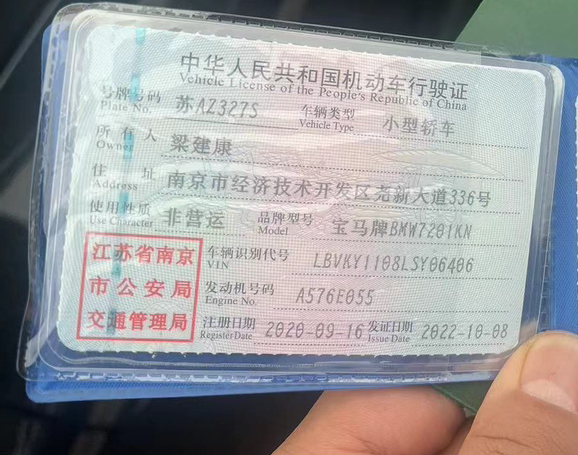 中华人民共和国机动车行驶证
Vehicle License of the People's Republic of China
号牌号码 苏AZ327S 车辆类型 小型轿车
Plate No. Vehicle Type
所有人 梁建康
Owner
住址 南京市经济技术开发区尧新大道336号
Address
使用性质 非营运 品牌型号 宝马牌BMW7201KN
Use Character Model
江苏省南京
市公安局
交通管理局
车辆识别代号 LBVKY1108LSY06406
VIN
发动机号码 A576E055
Engine No.
注册日期 2020-09-16 发证日期 2022-10-08
Register Date Issue Date